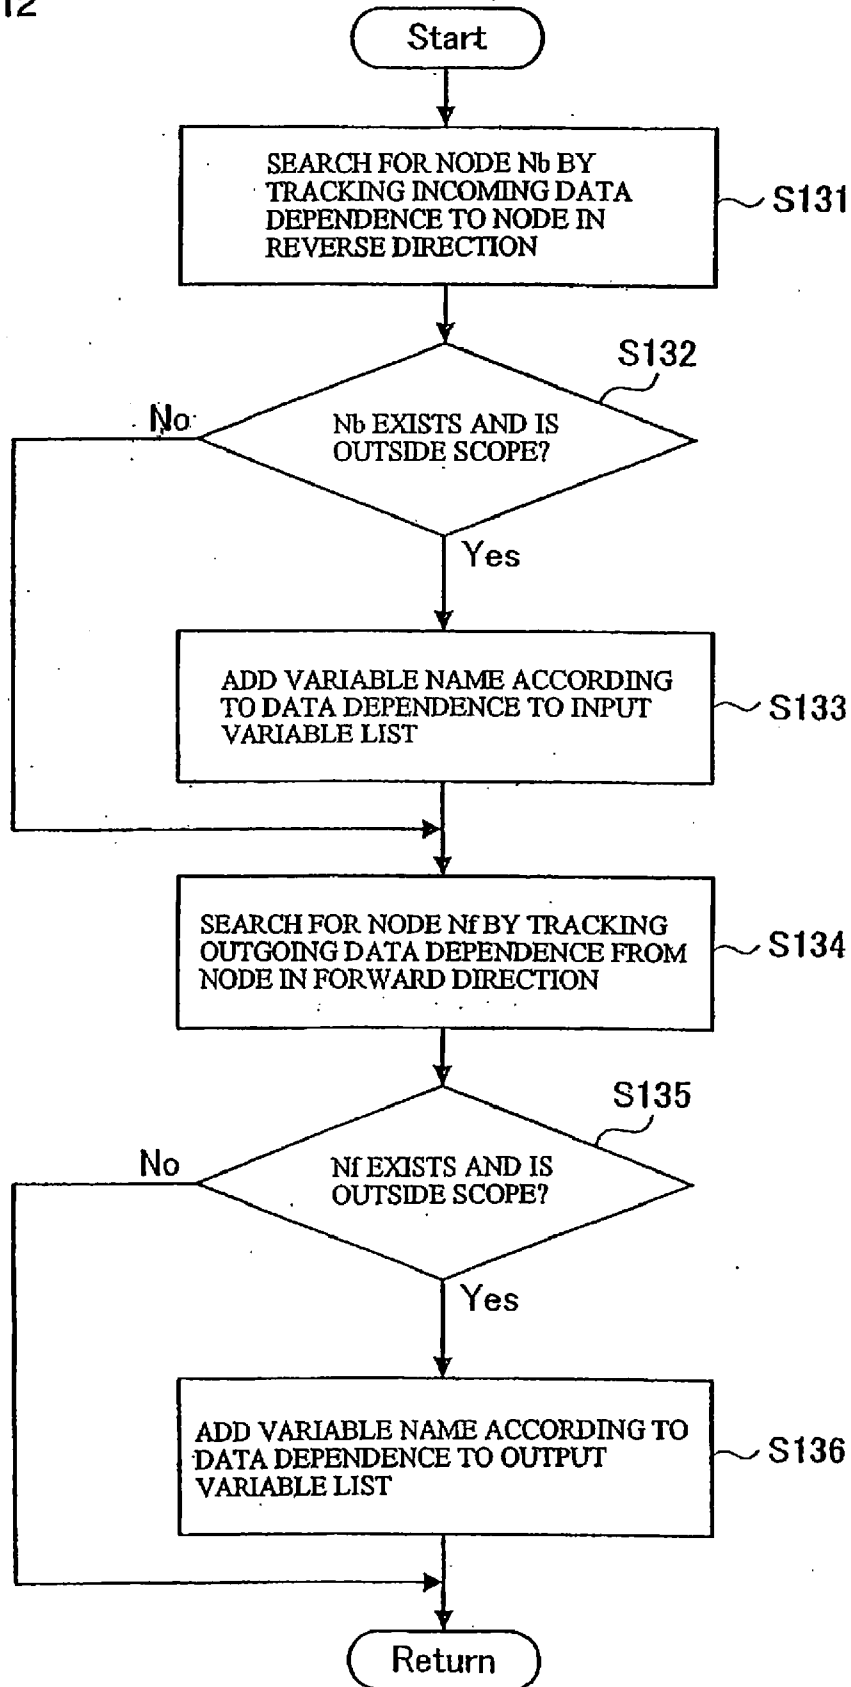 12
Start
SEARCH FOR NODE Nb BY
TRACKING INCOMING DATA
DEPENDENCE TO NODE IN
REVERSE DIRECTION
S131
S132
No
Nb EXISTS AND IS
OUTSIDE SCOPE?
Yes
ADD VARIABLE NAME ACCORDING
TO DATA DEPENDENCE TO INPUT
VARIABLE LIST
S133
SEARCH FOR NODE Nf BY TRACKING
OUTGOING DATA DEPENDENCE FROM
NODE IN FORWARD DIRECTION
S134
S135
No
Nf EXISTS AND IS
OUTSIDE SCOPE?
Yes
ADD VARIABLE NAME ACCORDING TO
DATA DEPENDENCE TO OUTPUT
VARIABLE LIST
S136
Return